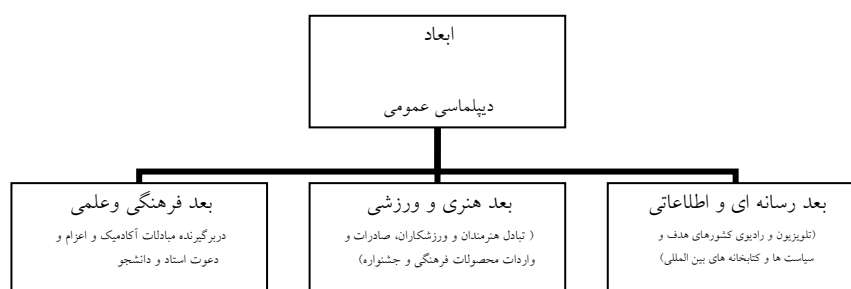 ابعاد
دیپلماسی عمومی
بعد رسانه ای و اطلاعاتی
(تلویزیون و رادیوی کشورهای هدف و
سیاست ها و کتابخانه های بین المللی)
بعد هنری و ورزشی
( تبادل هنرمندان و ورزشکاران، صادرات و
واردات محصولات فرهنگی و جشنواره)
بعد فرهنگی وعلمی
دربرگیرنده مبادلات آکادمیک و اعزام و
دعوت استاد و دانشجو